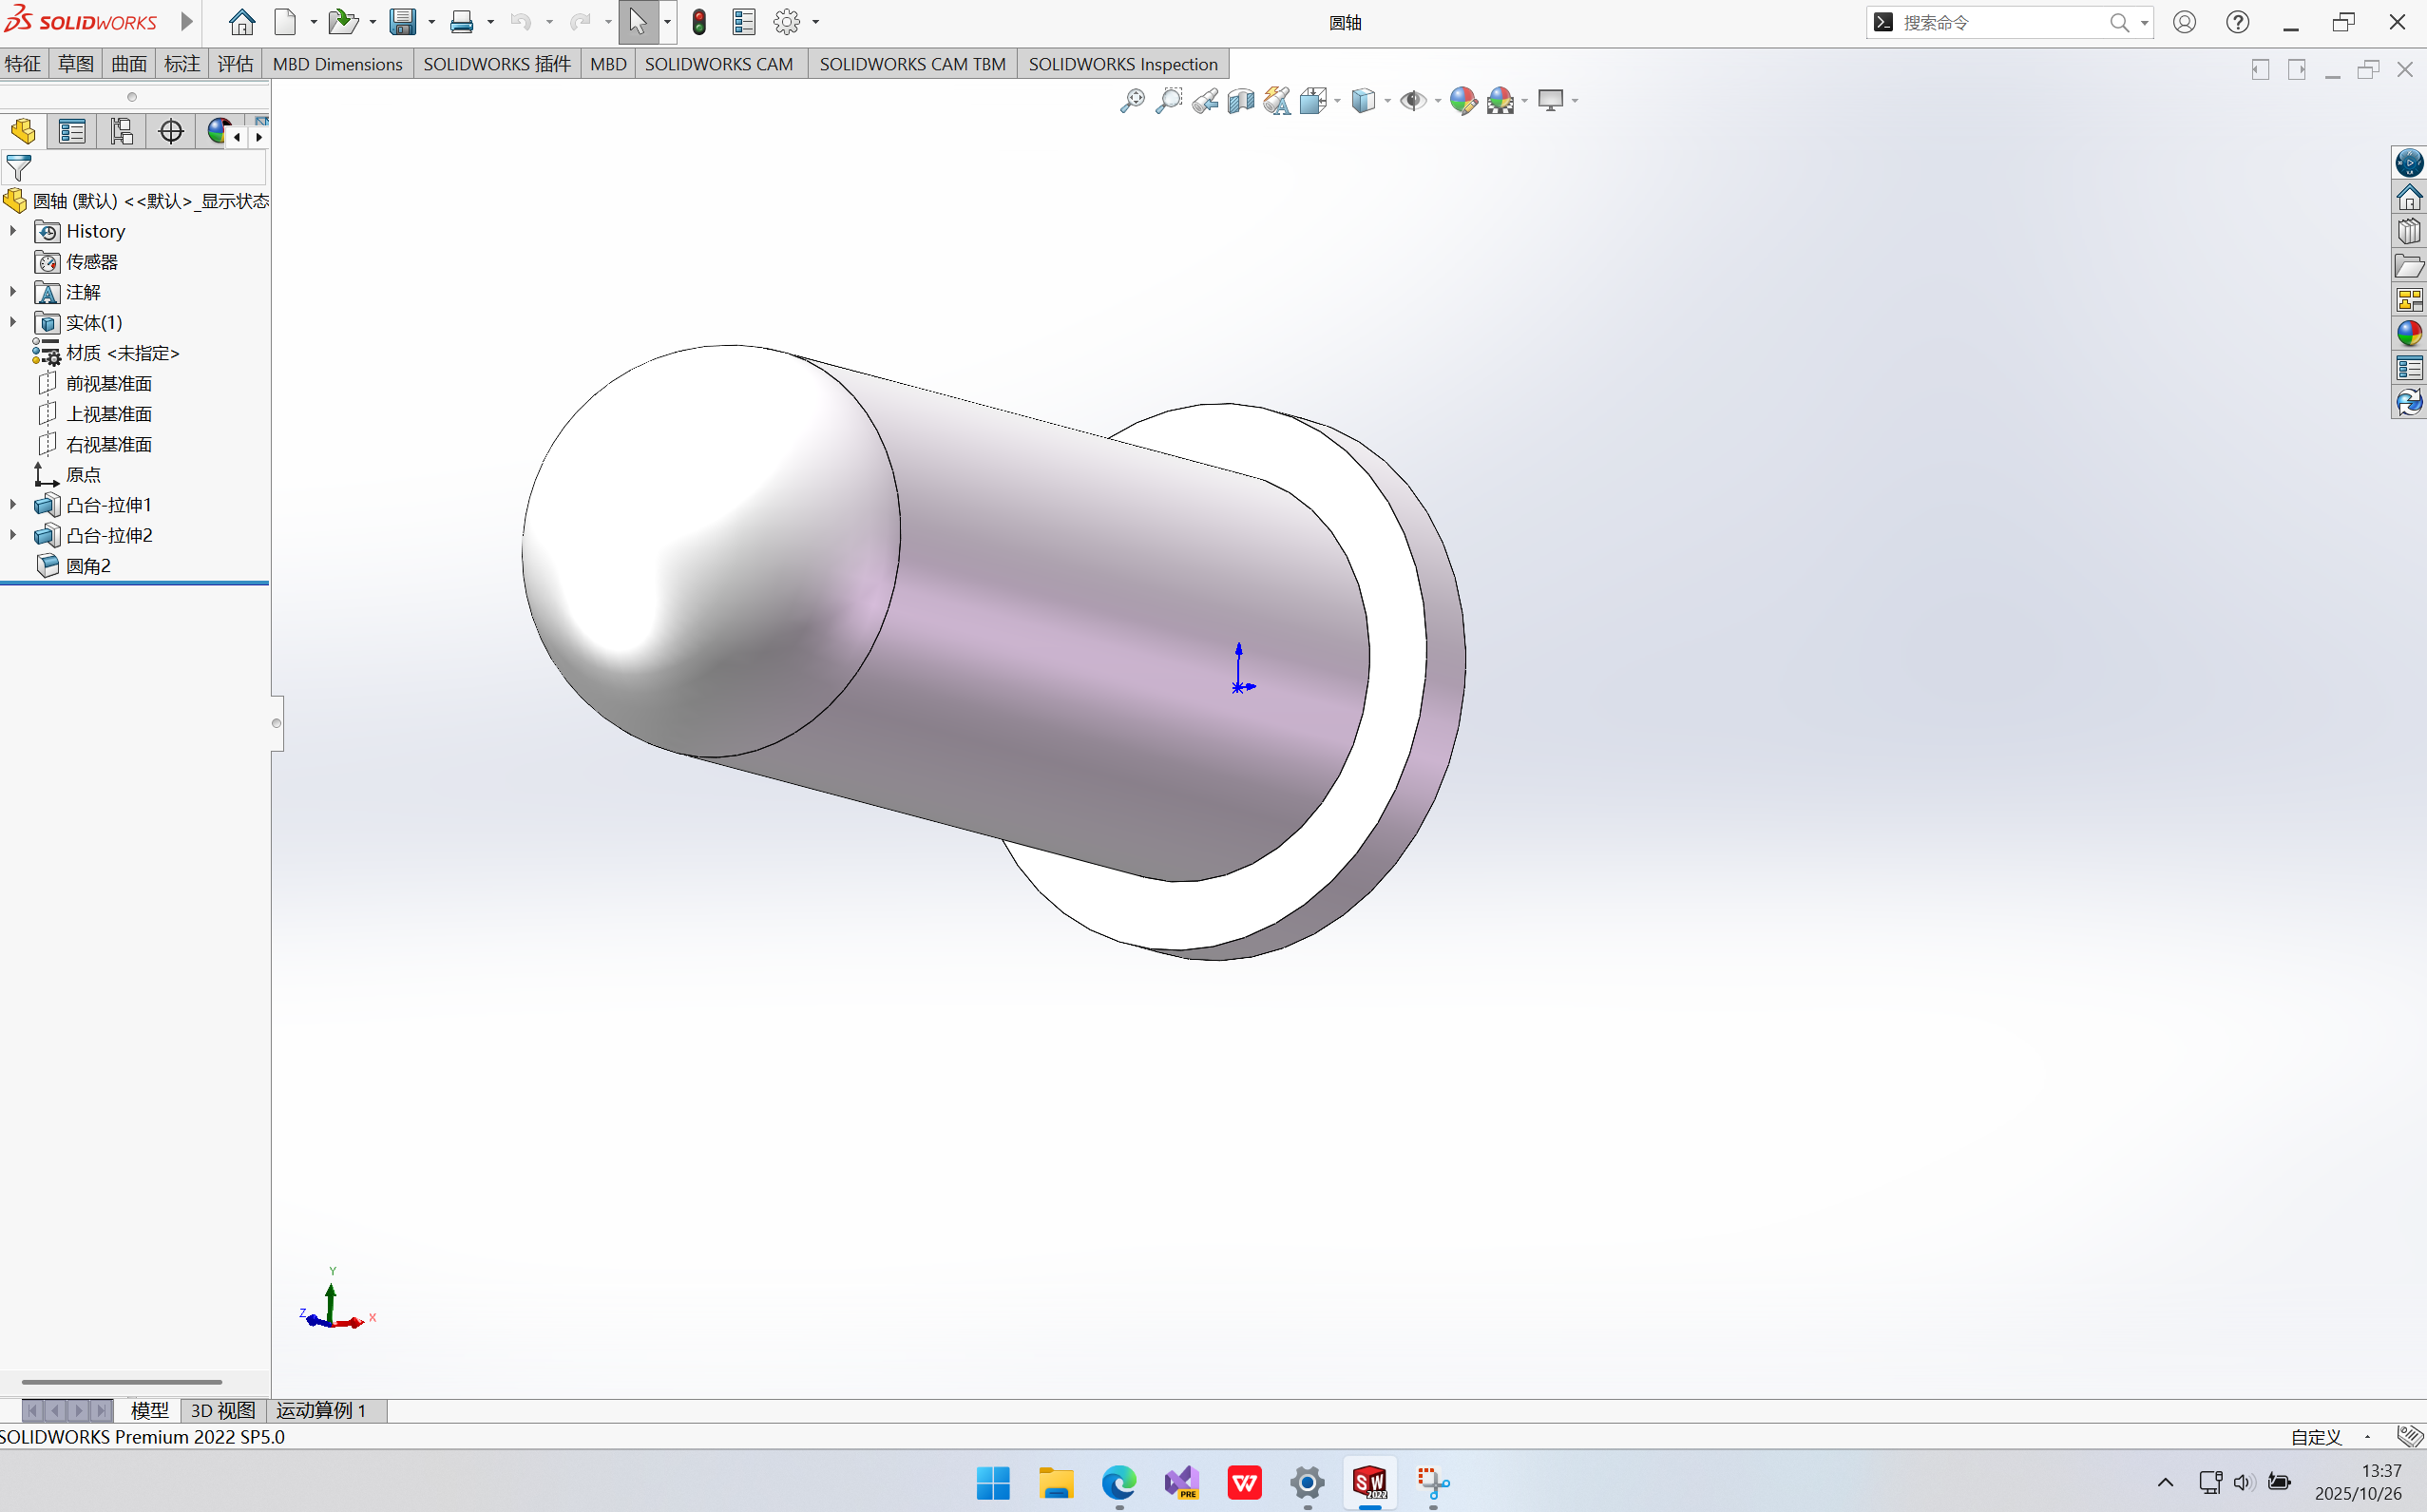 SOLIDWORKS
圆轴
搜索命令
特征 草图 曲面 标注 评估 MBD Dimensions SOLIDWORKS 插件 MBD SOLIDWORKS CAM SOLIDWORKS CAM TBM SOLIDWORKS Inspection
圆轴 (默认) <<默认>_显示状态
History
传感器
注解
实体(1)
材质 <未指定>
前视基准面
上视基准面
右视基准面
原点
凸台-拉伸1
凸台-拉伸2
圆角2
Y
Z
X
模型 3D 视图 运动算例 1
SOLIDWORKS Premium 2022 SP5.0
自定义
PRE
SW
2022
13:37
2025/10/26